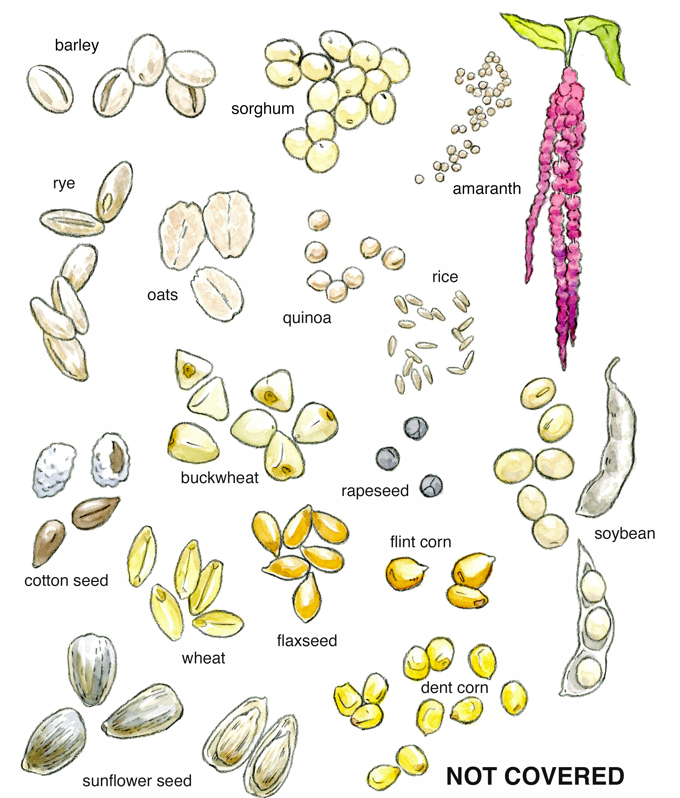 barley
sorghum
amaranth
rye
oats
quinoa
rice
buckwheat
rapeseed
soybean
cotton seed
flint corn
flaxseed
wheat
dent corn
sunflower seed
NOT COVERED